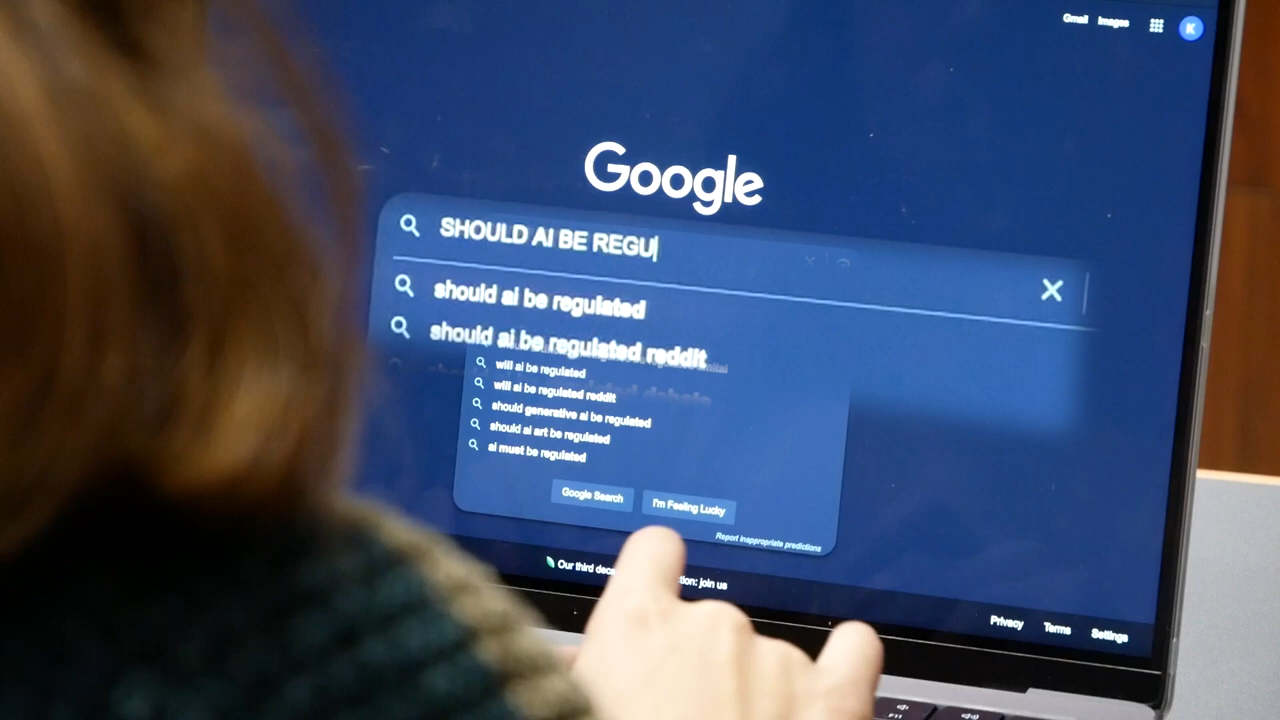 Gmail Images
K
Google
SHOULD AI BE REGU
should ai be regulated
should ai be regulated reddit
will ai be regulated
will ai be regulated reddit
should generative ai be regulated
should ai art be regulated
ai must be regulated
Google Search I'm Feeling Lucky
Report inappropriate predictions
Our third : join us
Privacy Terms Settings
F11